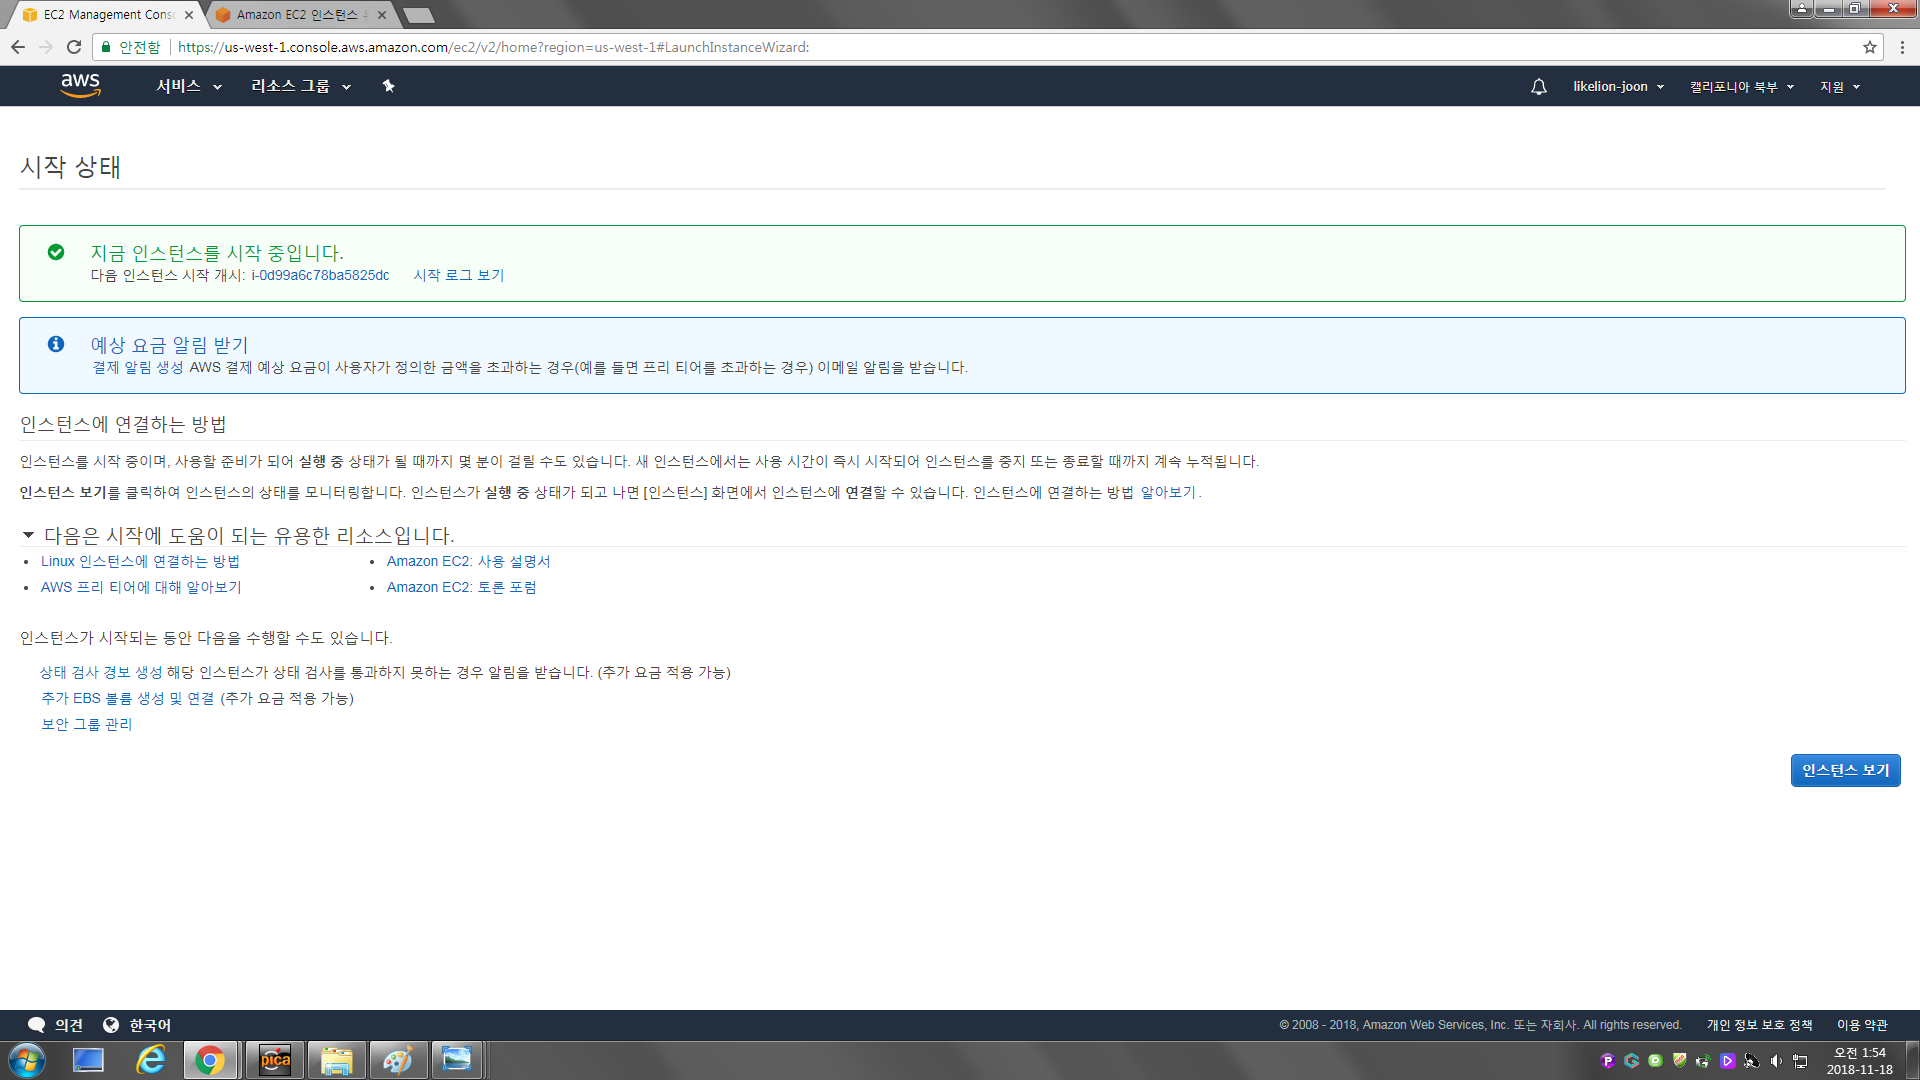 EC2 Management Cons
Amazon EC2 인스턴스
안전함
https://us-west-1.console.aws.amazon.com/ec2/v2/home?region=us-west-1#LaunchInstanceWizard:
aws
서비스
리소스 그룹
likelion-joon
캘리포니아 북부
지원
시작 상태
지금 인스턴스를 시작 중입니다.
다음 인스턴스 시작 개시: i-0d99a6c78ba5825dc 시작 로그 보기
예상 요금 알림 받기
결제 알림 생성 AWS 결제 예상 요금이 사용자가 정의한 금액을 초과하는 경우(예를 들면 프리 티어를 초과하는 경우) 이메일 알림을 받습니다.
인스턴스에 연결하는 방법
인스턴스를 시작 중이며, 사용할 준비가 되어 실행 중 상태가 될 때까지 몇 분이 걸릴 수도 있습니다. 새 인스턴스에서는 사용 시간이 즉시 시작되어 인스턴스를 중지 또는 종료할 때까지 계속 누적됩니다.
인스턴스 보기를 클릭하여 인스턴스의 상태를 모니터링합니다. 인스턴스가 실행 중 상태가 되고 나면 [인스턴스] 화면에서 인스턴스에 연결할 수 있습니다. 인스턴스에 연결하는 방법 알아보기.
다음은 시작에 도움이 되는 유용한 리소스입니다.
• Linux 인스턴스에 연결하는 방법
• Amazon EC2: 사용 설명서
• AWS 프리 티어에 대해 알아보기
• Amazon EC2: 토론 포럼
인스턴스가 시작되는 동안 다음을 수행할 수도 있습니다.
상태 검사 경보 생성 해당 인스턴스가 상태 검사를 통과하지 못하는 경우 알림을 받습니다. (추가 요금 적용 가능)
추가 EBS 볼륨 생성 및 연결 (추가 요금 적용 가능)
보안 그룹 관리
인스턴스 보기
의견
한국어
© 2008 - 2018, Amazon Web Services, Inc. 또는 자회사. All rights reserved.
개인 정보 보호 정책
이용 약관
pica
오전 1:54
2018-11-18